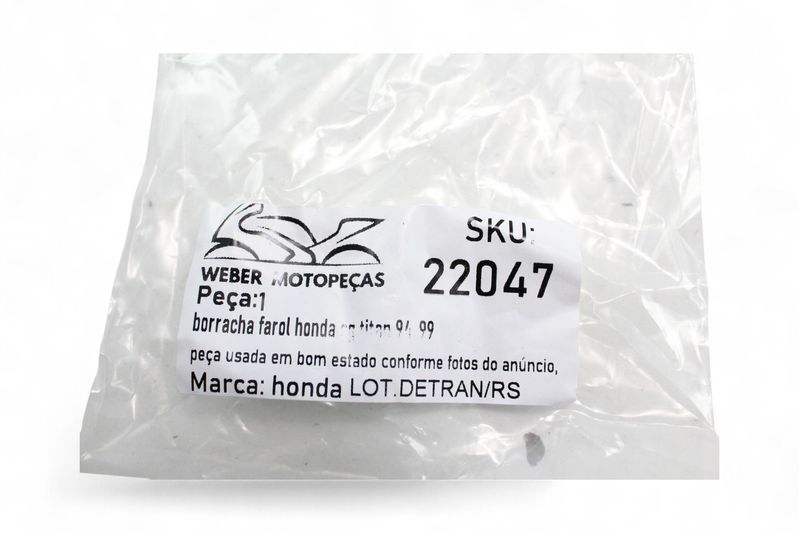 WEBER MOTOPEÇAS
SKU:
22047
Peça:1
borracha farol honda cg titan 94 99
peça usada em bom estado conforme fotos do anúncio,
Marca: honda LOT.DETRAN/RS